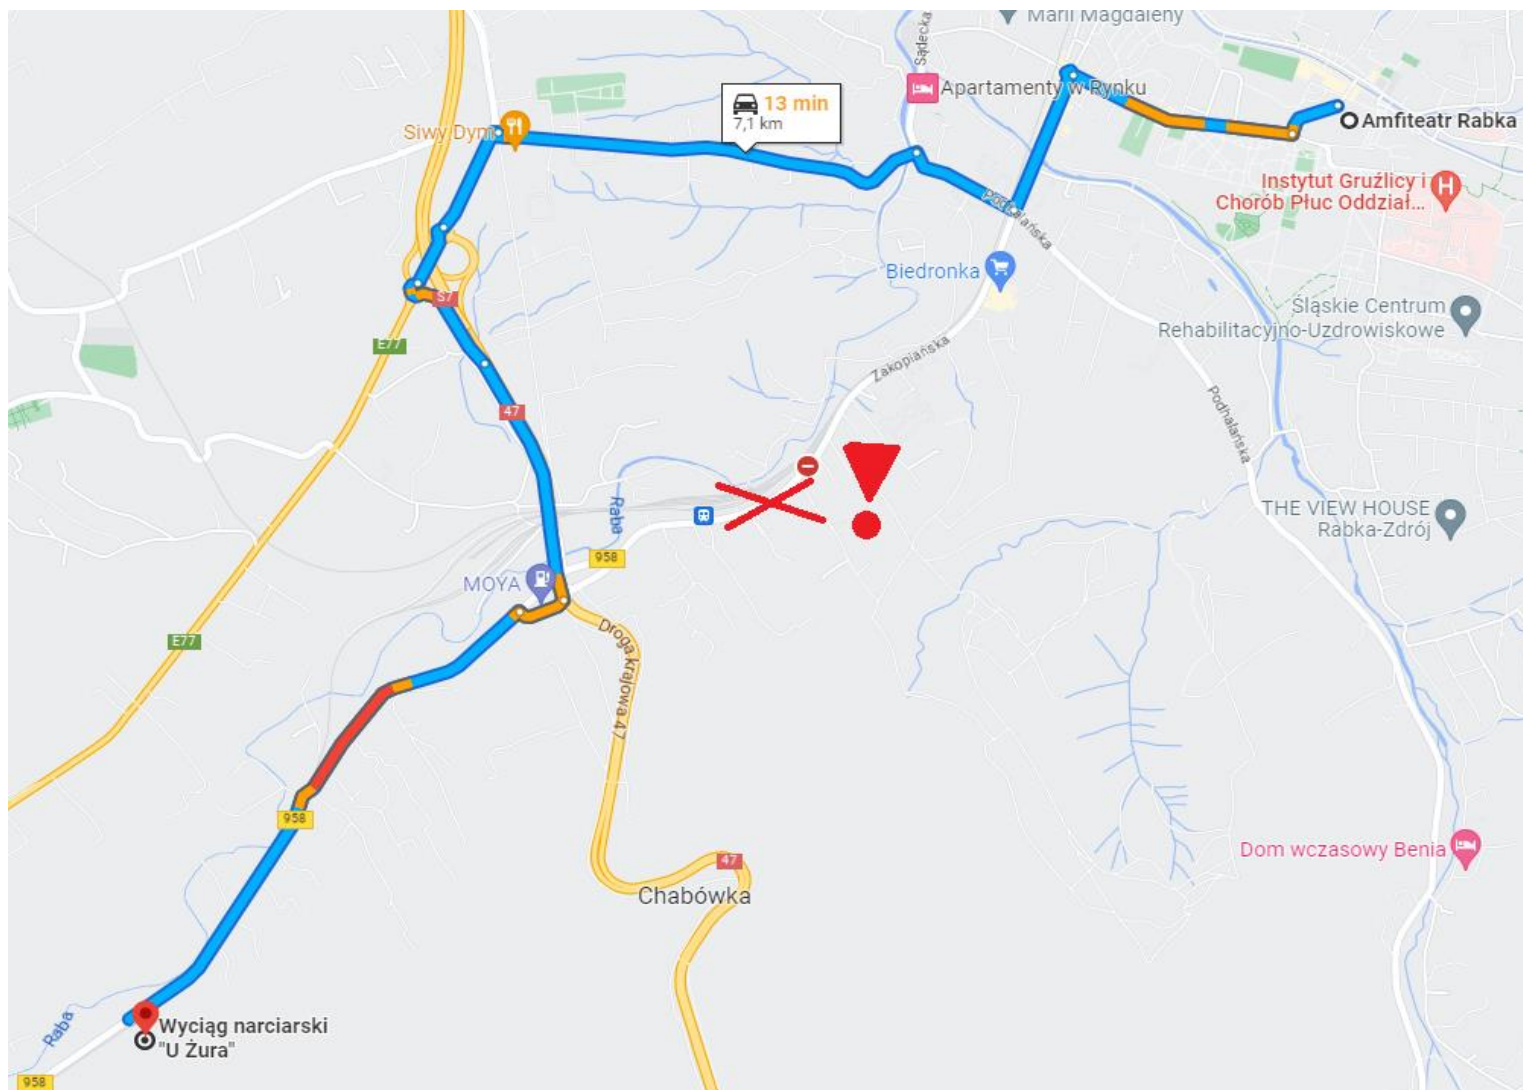 Marii Magdaleny
Sądecka
Apartamenty w Rynku
13 min
7,1 km
Siwy Dym
Amfiteatr Rabka
Instytut Gruźlicy i
Chorób Płuc Oddział...
Podhalańska
Biedronka
S7
Śląskie Centrum
Rehabilitacyjno-Uzdrowiskowe
E77
Zakopiańska
47
Podhalańska
Raba
THE VIEW HOUSE
Rabka-Zdrój
958
MOYA
E77
Droga krajowa 47
958
47
Dom wczasowy Benia
Chabówka
Wyciąg narciarski
"U Żura"
Raba
958